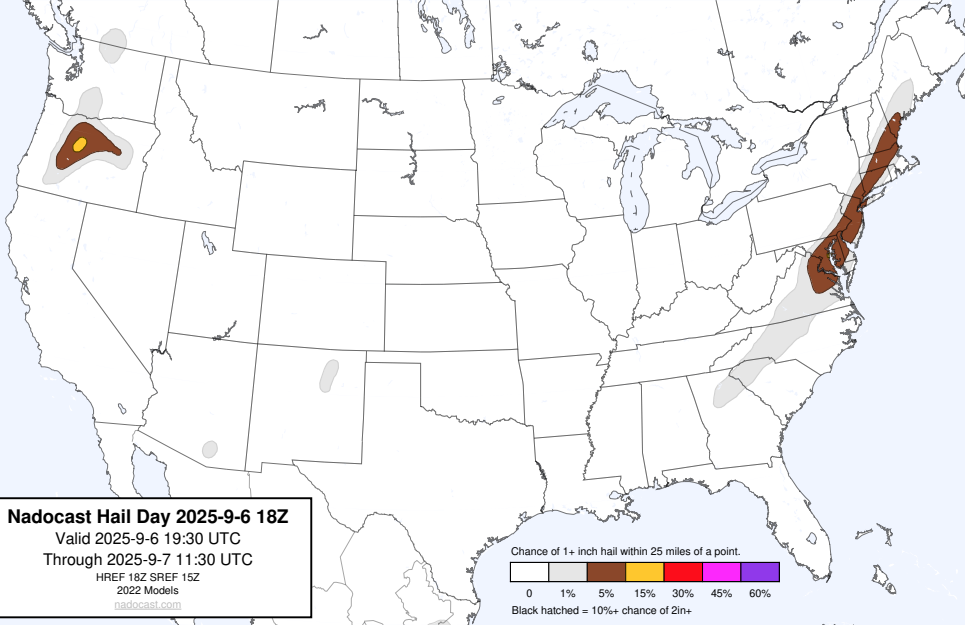 Nadocast Hail Day 2025-9-6 18Z
Valid 2025-9-6 19:30 UTC
Through 2025-9-7 11:30 UTC
HREF 18Z SREF 15Z
2022 Models
nadocast.com
Chance of 1+ inch hail within 25 miles of a point.
0 1% 5% 15% 30% 45% 60%
Black hatched = 10%+ chance of 2in+